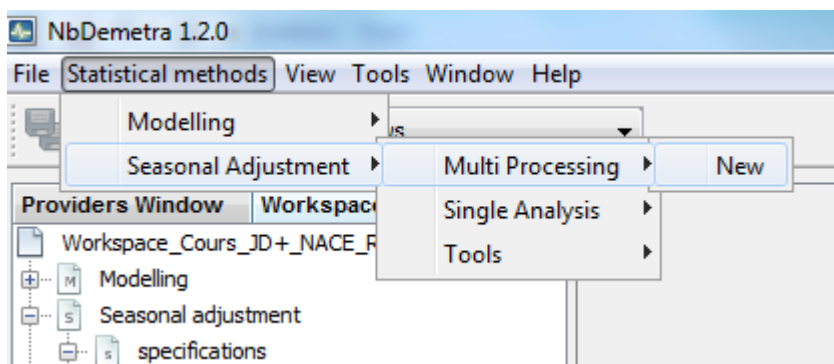 NbDemetra 1.2.0
File Statistical methods View Tools Window Help
Modelling
Seasonal Adjustment Multi Processing New
Providers Window Workspac Single Analysis
Workspace_Cours_JD+_NACE_R Tools
Modelling
Seasonal adjustment
specifications